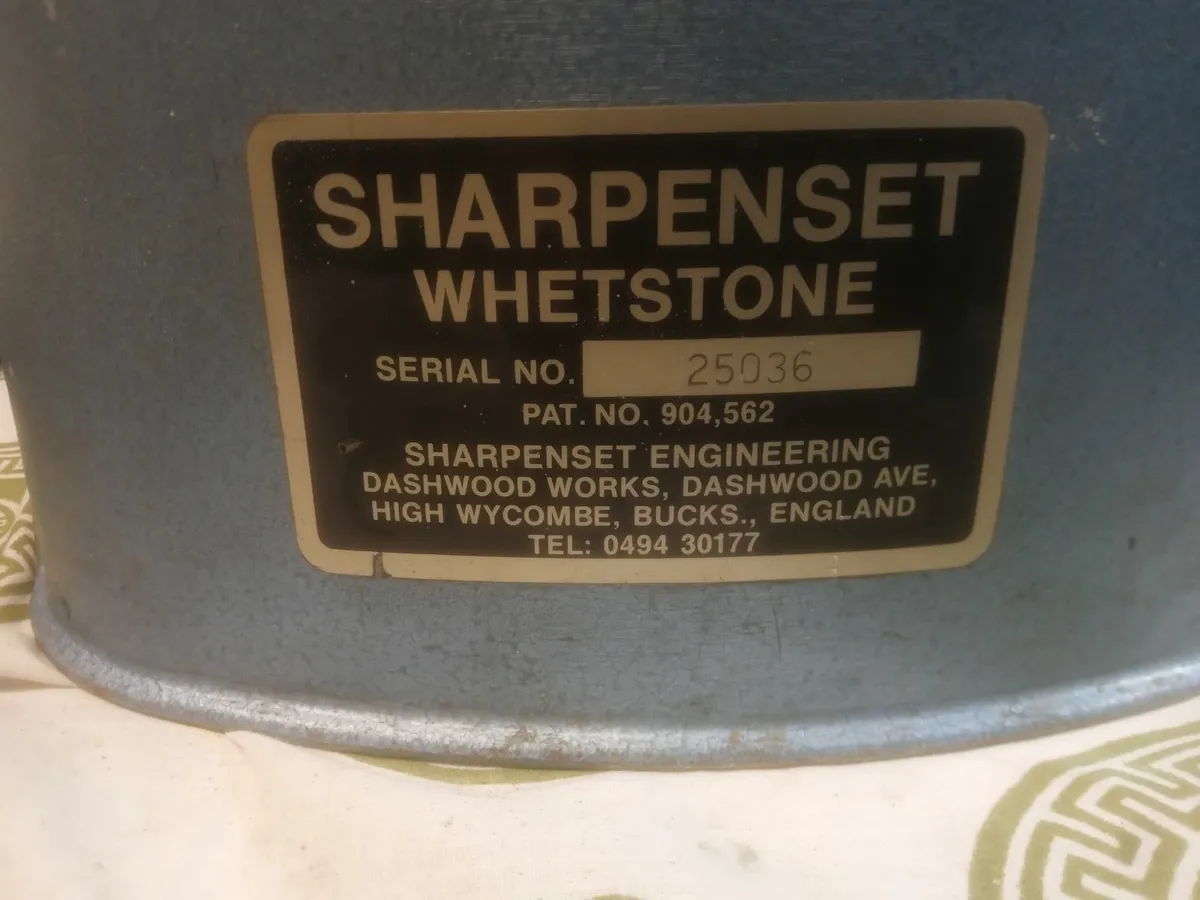 SHARPENSET
WHETSTONE
SERIAL NO. 25036
PAT. NO. 904,562
SHARPENSET ENGINEERING
DASHWOOD WORKS, DASHWOOD AVE,
HIGH WYCOMBE, BUCKS., ENGLAND
TEL: 0494 30177